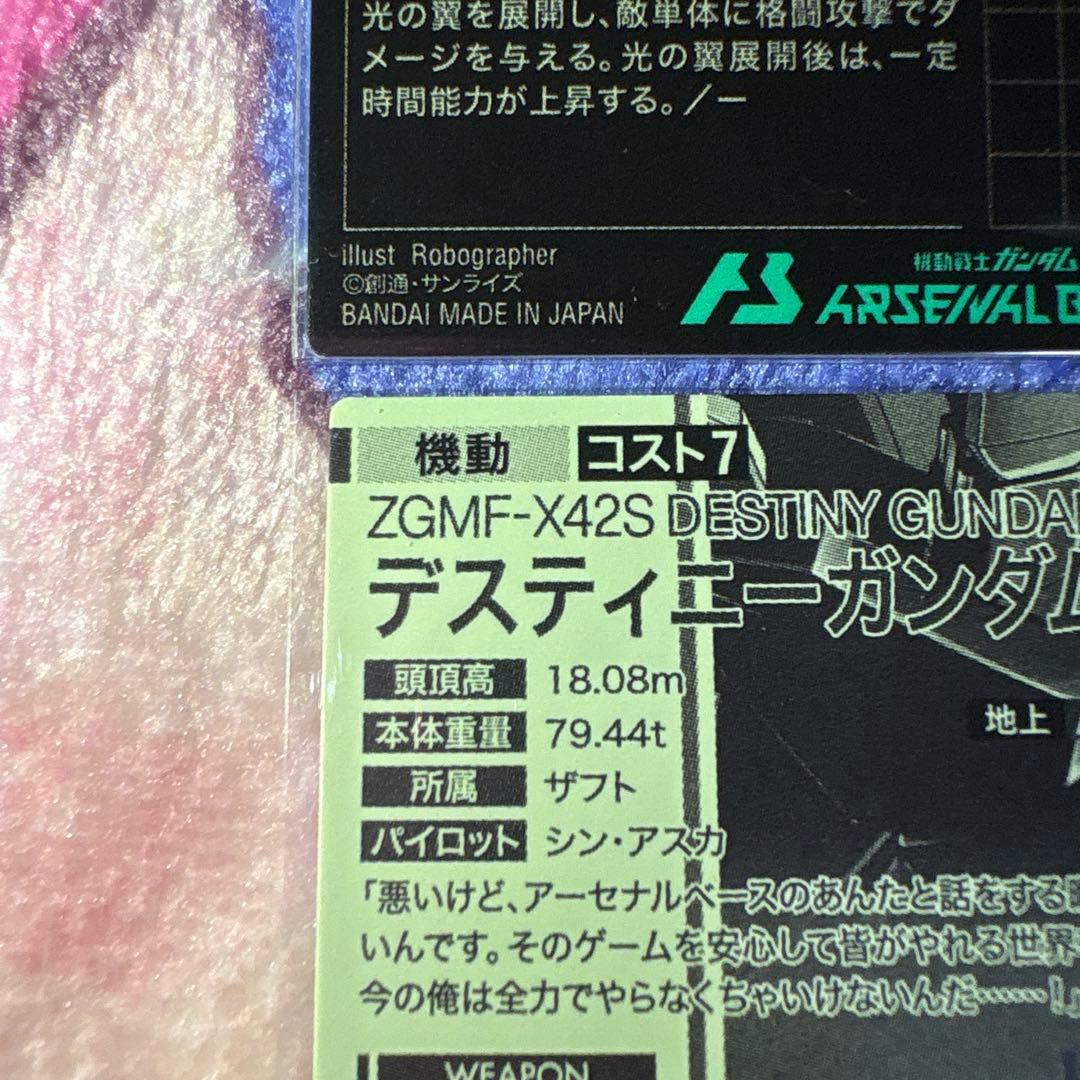 光の翼を展開し、敵単体に格闘攻撃でダ
メージを与える。光の翼展開後は、一定
時間能力が上昇する。／ー
illust Robographer
©創通・サンライズ
BANDAI MADE IN JAPAN
機動戦士ガンダム
ARSENAL B
機動 コスト7
ZGMF-X42S DESTINY GUNDA
デスティニーガンダム
頭頂高 18.08m
本体重量 79.44t
地上
所属 ザフト
パイロット シン・アスカ
「悪いけど、アーセナルベースのあんたと話をする
いんです。そのゲームを安心して皆がやれる世界
今の俺は全力でやらなくちゃいけないんだ……!」
WEAPON